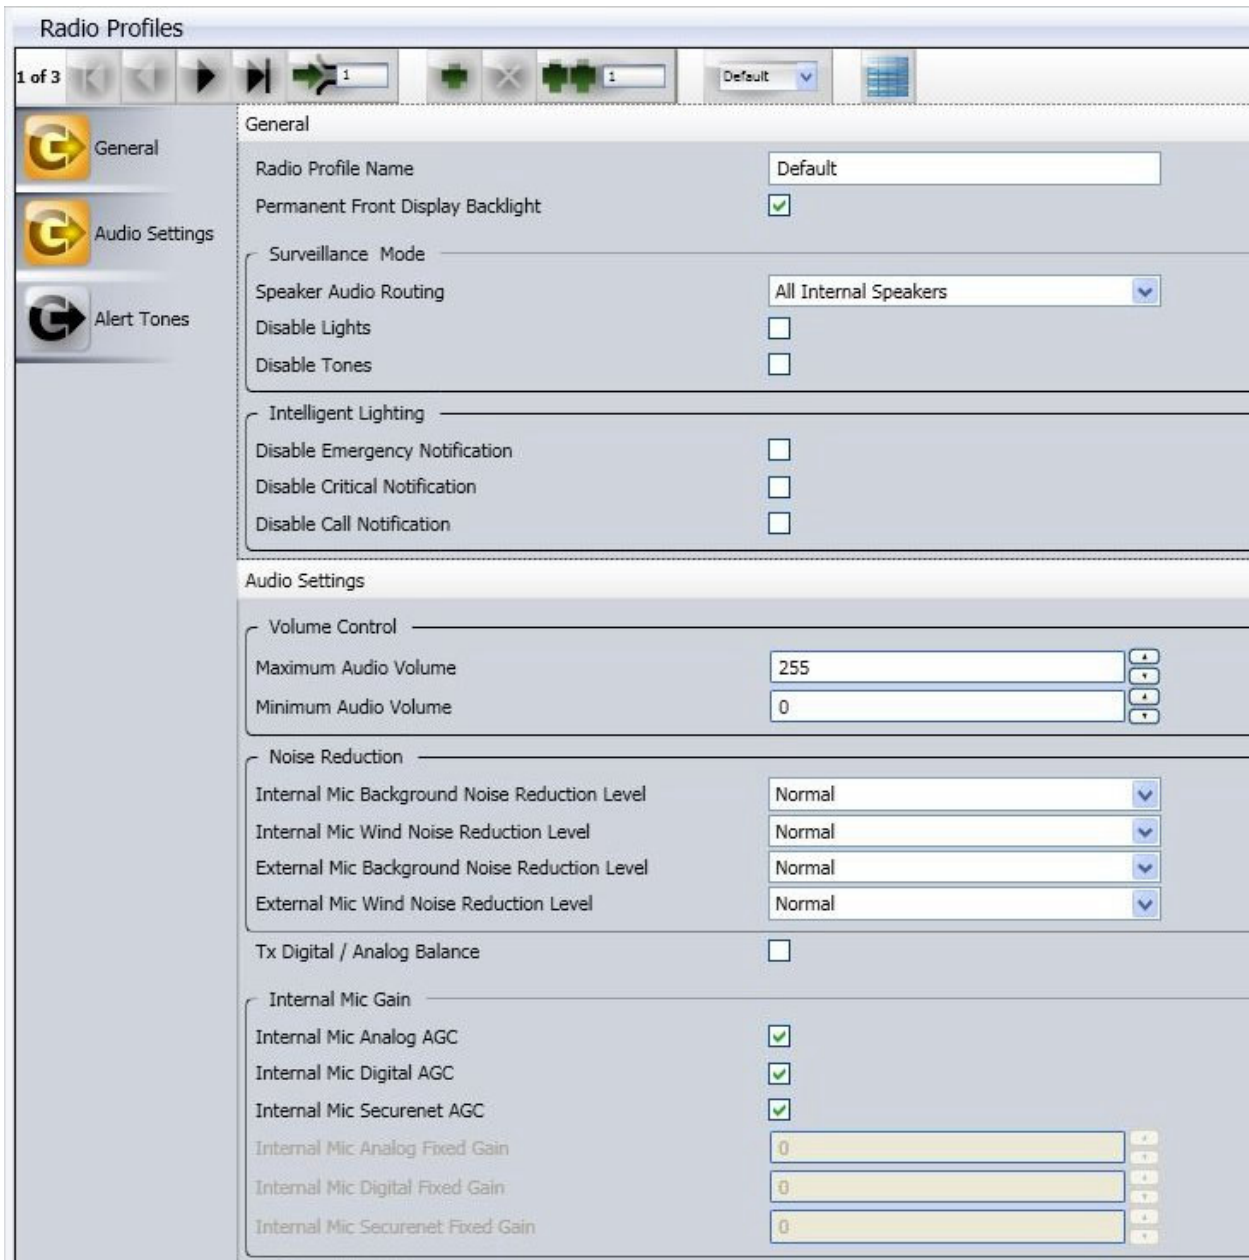 Radio Profiles
1 of 3 1 1 Default
General
Audio Settings
Alert Tones
General
Radio Profile Name Default
Permanent Front Display Backlight
Surveillance Mode
Speaker Audio Routing All Internal Speakers
Disable Lights
Disable Tones
Intelligent Lighting
Disable Emergency Notification
Disable Critical Notification
Disable Call Notification
Audio Settings
Volume Control
Maximum Audio Volume 255
Minimum Audio Volume 0
Noise Reduction
Internal Mic Background Noise Reduction Level Normal
Internal Mic Wind Noise Reduction Level Normal
External Mic Background Noise Reduction Level Normal
External Mic Wind Noise Reduction Level Normal
Tx Digital / Analog Balance
Internal Mic Gain
Internal Mic Analog AGC
Internal Mic Digital AGC
Internal Mic Securenet AGC
Internal Mic Analog Fixed Gain 0
Internal Mic Digital Fixed Gain 0
Internal Mic Securenet Fixed Gain 0